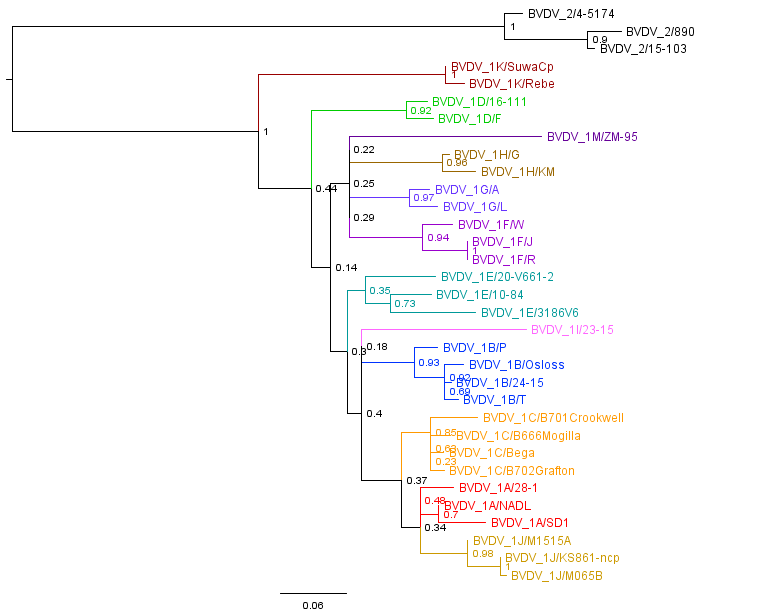 BVDV_2/4-5174
1
BVDV_2/890
0.9
BVDV_2/15-103
BVDV_1K/SuwaCp
1
BVDV_1K/Rebe
BVDV_1D/16-111
0.92
BVDV_1D/F
1
BVDV_1M/ZM-95
0.22
BVDV_1H/G
0.96
BVDV_1H/KM
0.25
0.44
BVDV_1G/A
0.97
BVDV_1G/L
0.29
BVDV_1F/W
0.94
BVDV_1F/J
1
BVDV_1F/R
0.14
BVDV_1E/20-V661-2
0.35
BVDV_1E/10-84
0.73
BVDV_1E/3186V6
BVDV_1I/23-15
0.18
0.3
BVDV_1B/P
0.93
BVDV_1B/Osloss
0.92
BVDV_1B/24-15
0.69
BVDV_1B/T
0.4
BVDV_1C/B701Crookwell
0.85
BVDV_1C/B666Mogilla
0.63
BVDV_1C/Bega
0.23
BVDV_1C/B702Grafton
0.37
BVDV_1A/28-1
0.48
BVDV_1A/NADL
0.7
BVDV_1A/SD1
0.34
BVDV_1J/M1515A
0.98
BVDV_1J/KS861-ncp
1
BVDV_1J/M065B
0.06